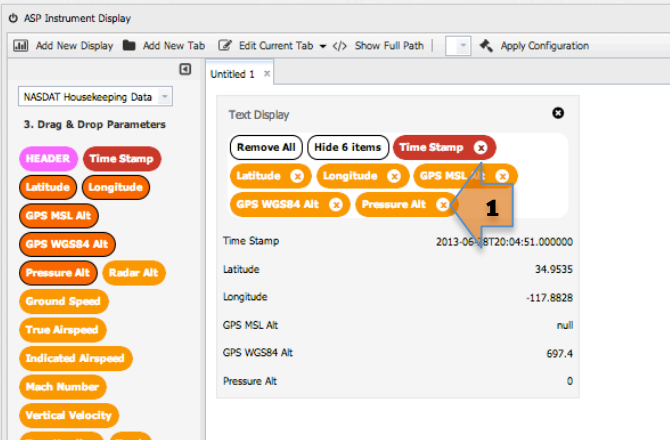 ASP Instrument Display
Add New Display Add New Tab Edit Current Tab </> Show Full Path | Apply Configuration
Untitled 1 ×
NASDAT Housekeeping Data
3. Drag & Drop Parameters
HEADER Time Stamp
Latitude Longitude
GPS MSL Alt
GPS WGS84 Alt
Pressure Alt Radar Alt
Ground Speed
True Airspeed
Indicated Airspeed
Mach Number
Vertical Velocity
Text Display
Remove All Hide 6 items Time Stamp
Latitude Longitude GPS MSL Alt
GPS WGS84 Alt Pressure Alt
1
Time Stamp 2013-06-28T20:04:51.000000
Latitude 34.9535
Longitude -117.8828
GPS MSL Alt null
GPS WGS84 Alt 697.4
Pressure Alt 0